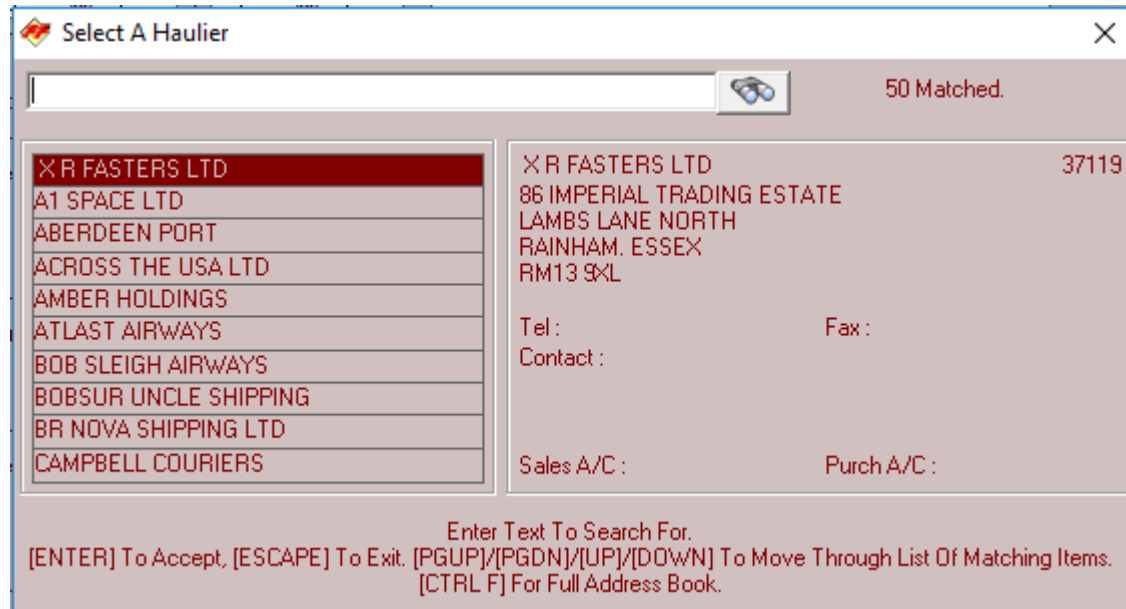 Select A Haulier
50 Matched.
X R FASTERS LTD
A1 SPACE LTD
ABERDEEN PORT
ACROSS THE USA LTD
AMBER HOLDINGS
ATLAST AIRWAYS
BOB SLEIGH AIRWAYS
BOBSUR UNCLE SHIPPING
BR NOVA SHIPPING LTD
CAMPBELL COURIERS
X R FASTERS LTD 37119
86 IMPERIAL TRADING ESTATE
LAMBS LANE NORTH
RAINHAM. ESSEX
RM13 9XL
Tel : Fax :
Contact :
Sales A/C : Purch A/C :
Enter Text To Search For.
[ENTER] To Accept, [ESCAPE] To Exit. [PGUP]/[PGDN]/[UP]/[DOWN] To Move Through List Of Matching Items.
[CTRL F] For Full Address Book.